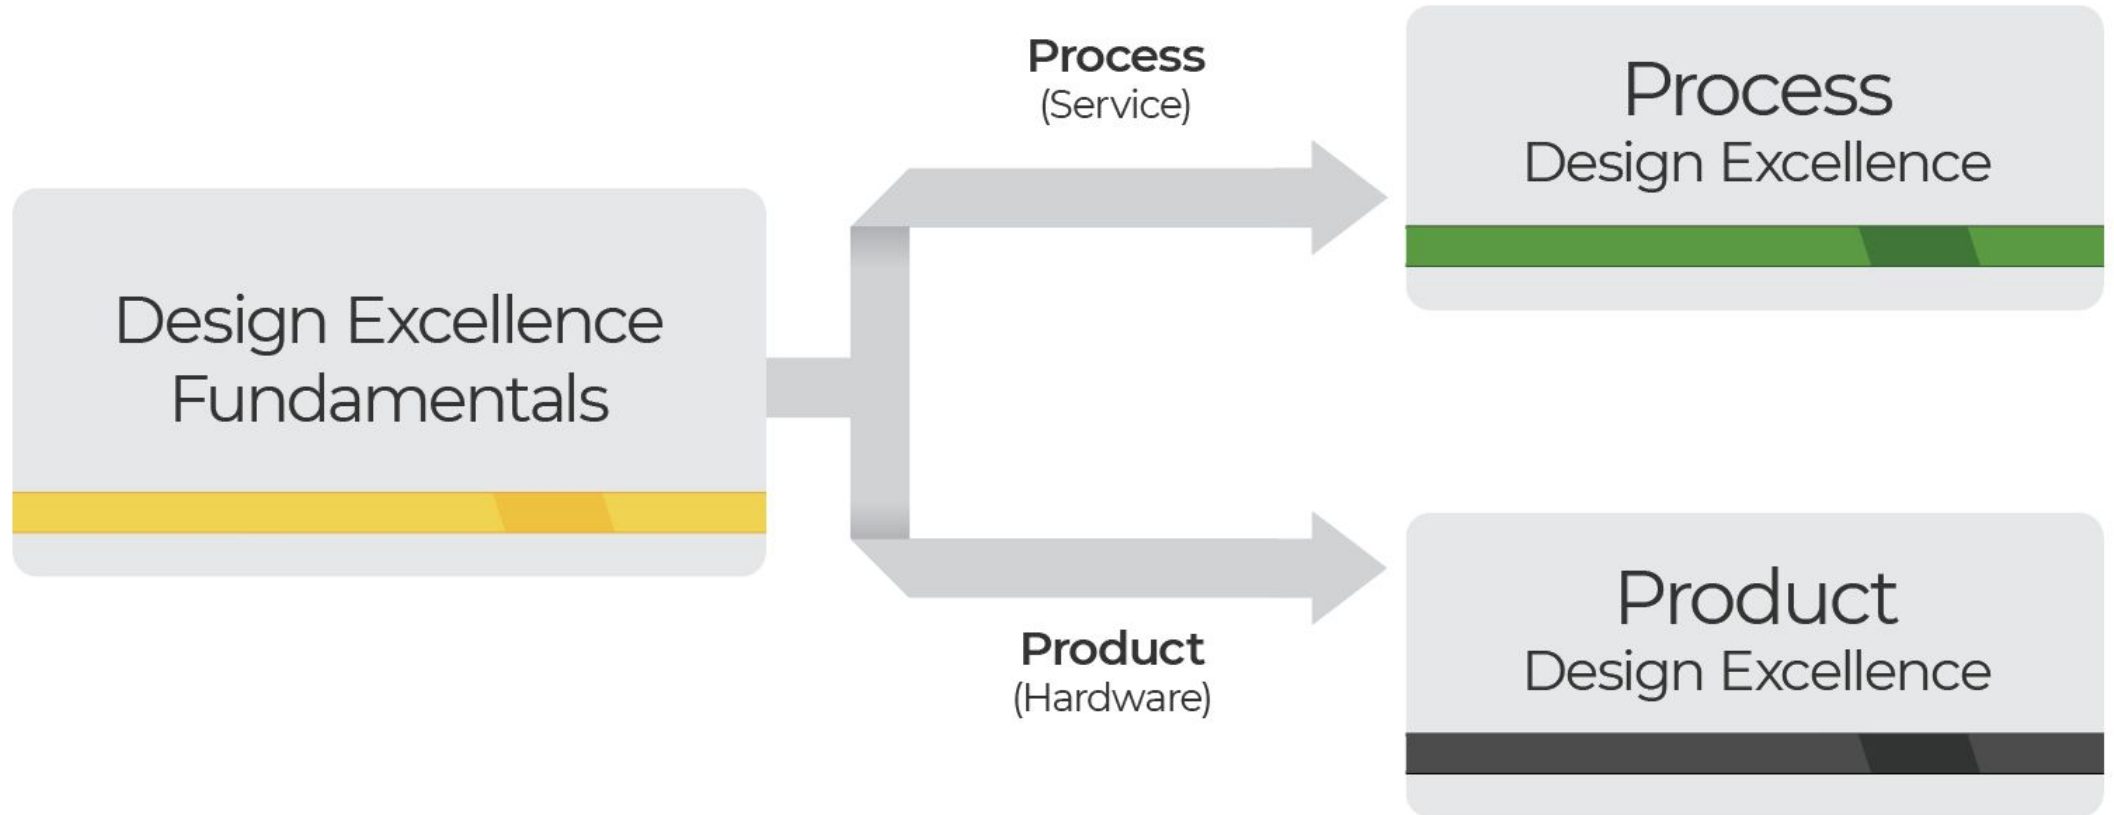 Design Excellence
Fundamentals
Process
(Service)
Process
Design Excellence
Product
(Hardware)
Product
Design Excellence